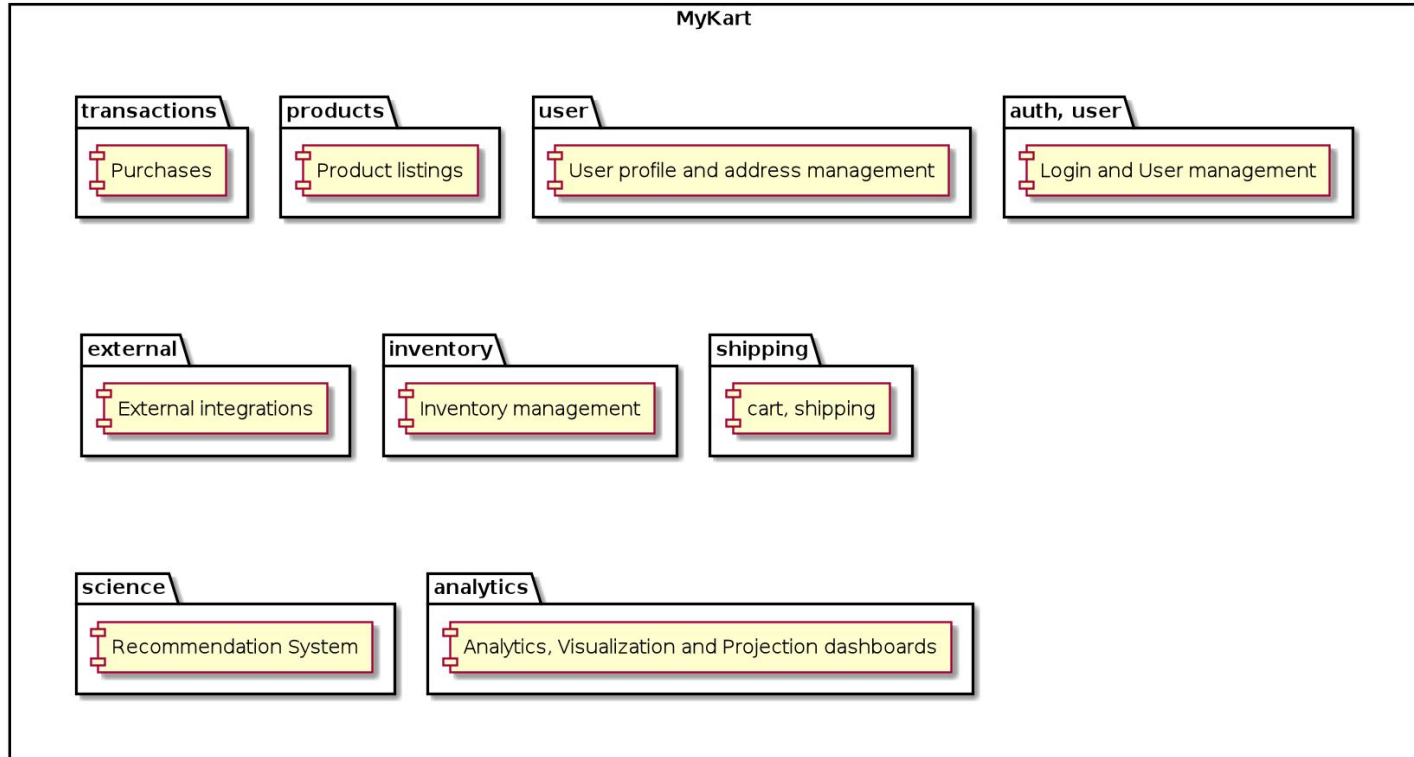 MyKart
transactions
Purchases
products
Product listings
user
User profile and address management
auth, user
Login and User management
external
External integrations
inventory
Inventory management
shipping
cart, shipping
science
Recommendation System
analytics
Analytics, Visualization and Projection dashboards